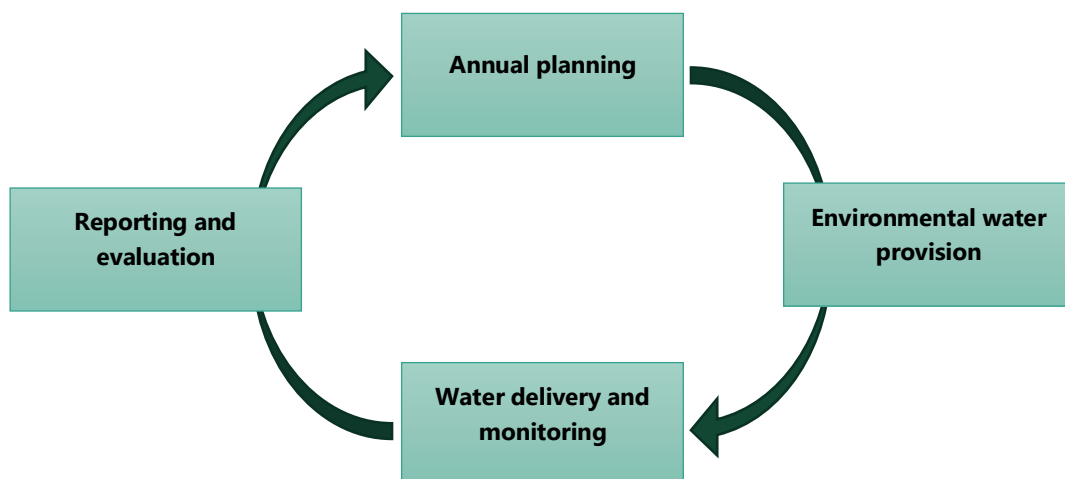 Annual planning
Environmental water
provision
Water delivery and
monitoring
Reporting and
evaluation